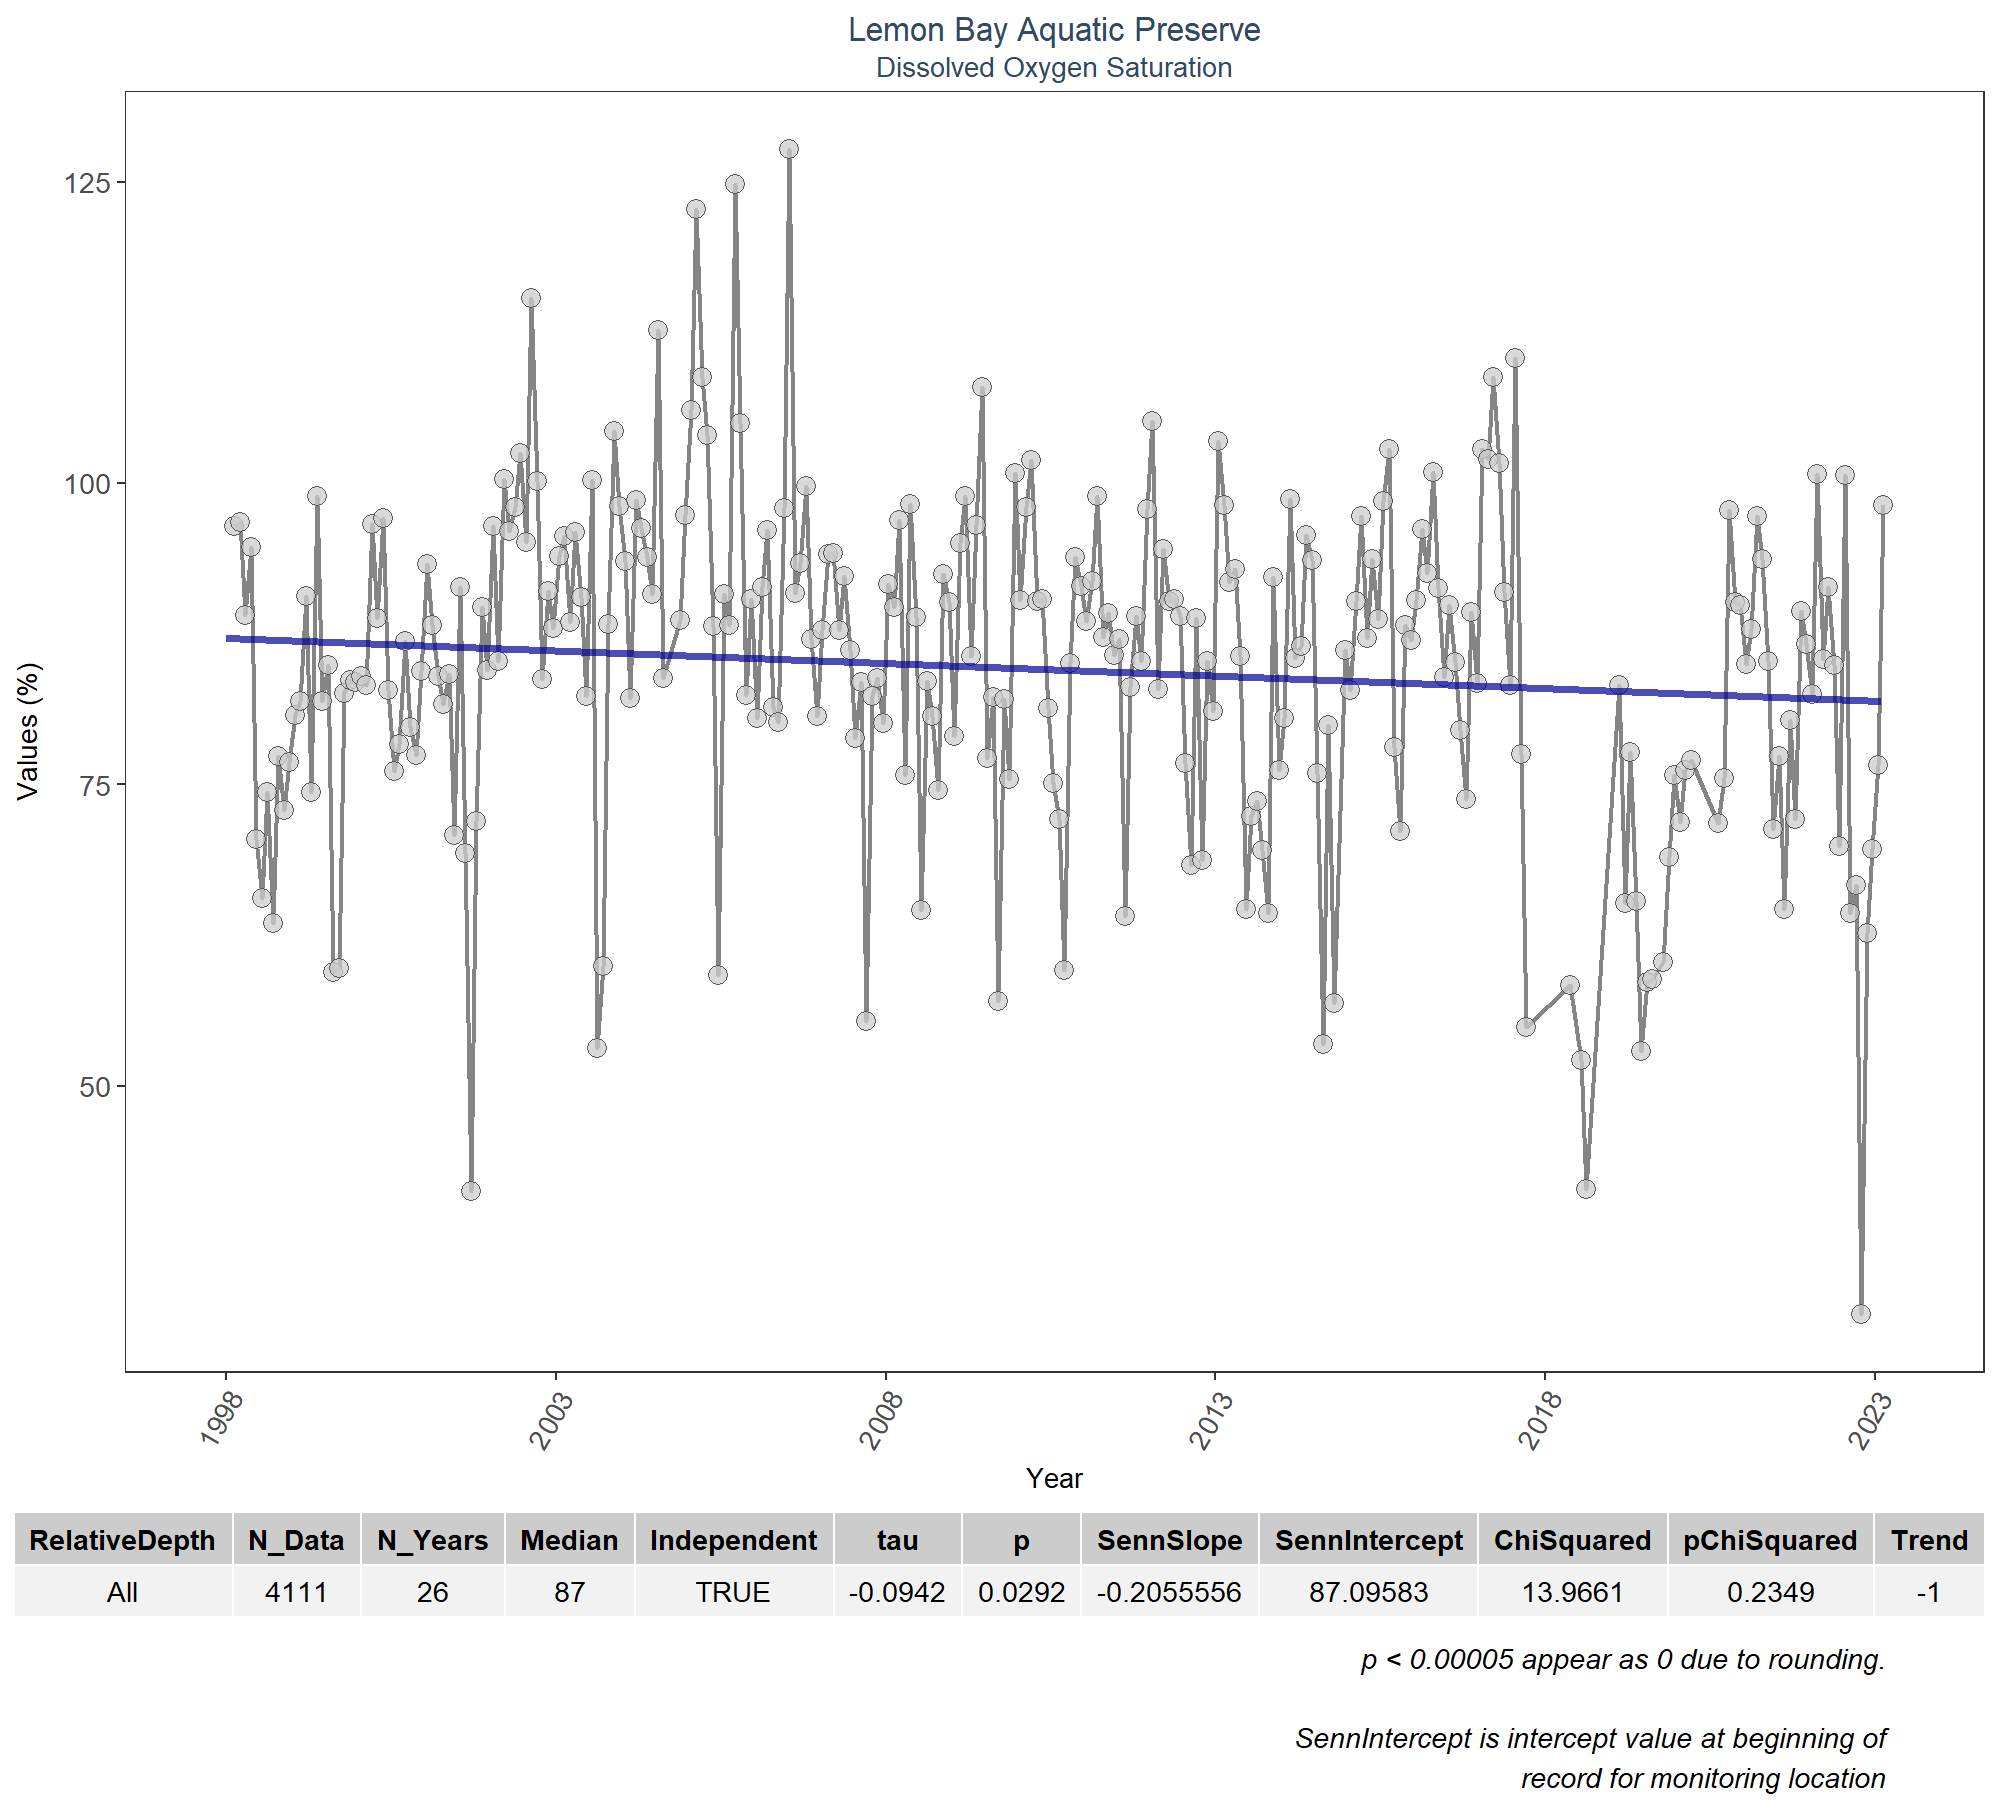 Lemon Bay Aquatic Preserve
Dissolved Oxygen Saturation
Values (%)
125
100
75
50
1998 2003 2008 2013 2018 2023
Year
RelativeDepth N_Data N_Years Median Independent tau p SennSlope SennIntercept ChiSquared pChiSquared Trend
All 4111 26 87 TRUE -0.0942 0.0292 -0.2055556 87.09583 13.9661 0.2349 -1
p < 0.00005 appear as 0 due to rounding.
SennIntercept is intercept value at beginning of
record for monitoring location